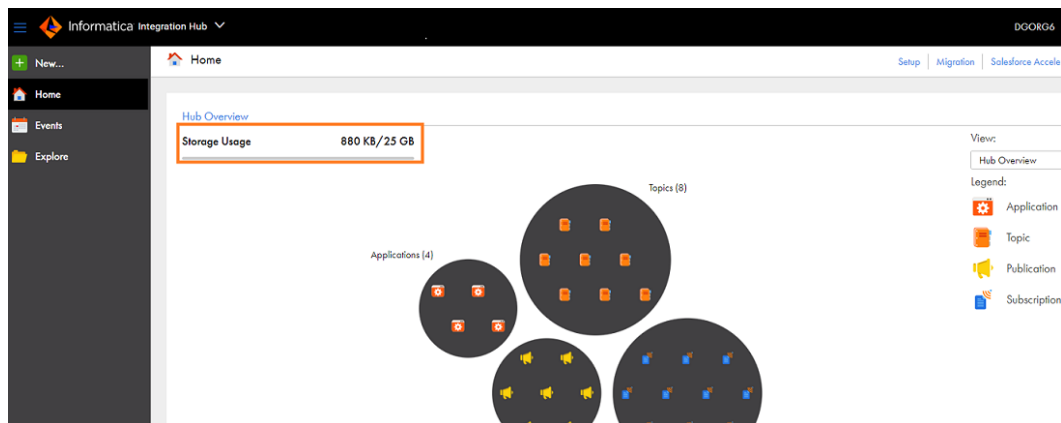 Informatica Integration Hub
DGORG6
New...
Home
Events
Explore
Home
Setup
Migration
Salesforce Accele
Hub Overview
Storage Usage 880 KB/25 GB
View:
Hub Overview
Legend:
Application
Topic
Publication
Subscription
Topics (8)
Applications (4)